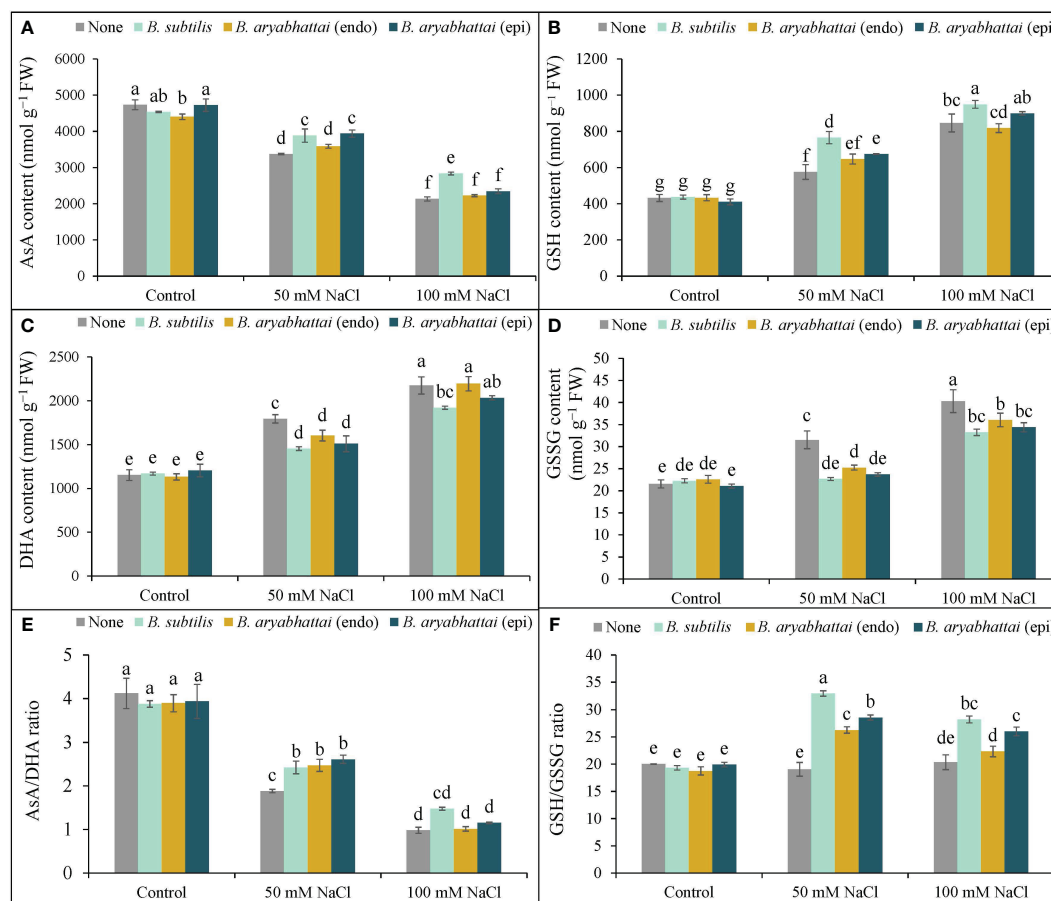 A
None B. subtilis B. aryabhattai (endo) B. aryabhattai (epi)
AsA content (nmol g⁻¹ FW)
6000
5000
4000
3000
2000
1000
0
a ab b a
d c d c
f e f f
Control 50 mM NaCl 100 mM NaCl
B
None B. subtilis B. aryabhattai (endo) B. aryabhattai (epi)
GSH content (nmol g⁻¹ FW)
1200
1000
800
600
400
200
0
g g g g
f d ef e
bc a cd ab
Control 50 mM NaCl 100 mM NaCl
C
None B. subtilis B. aryabhattai (endo) B. aryabhattai (epi)
DHA content (nmol g⁻¹ FW)
2500
2000
1500
1000
500
0
e e e e
c d d d
a bc a ab
Control 50 mM NaCl 100 mM NaCl
D
None B. subtilis B. aryabhattai (endo) B. aryabhattai (epi)
GSSG content
(nmol g⁻¹ FW)
50
45
40
35
30
25
20
15
10
5
0
e de de e
c de d de
a bc b bc
Control 50 mM NaCl 100 mM NaCl
E
None B. subtilis B. aryabhattai (endo) B. aryabhattai (epi)
AsA/DHA ratio
5
4
3
2
1
0
a a a a
c b b b
d cd d d
Control 50 mM NaCl 100 mM NaCl
F
None B. subtilis B. aryabhattai (endo) B. aryabhattai (epi)
GSH/GSSG ratio
40
35
30
25
20
15
10
5
0
e e e e
e a c b
de bc d c
Control 50 mM NaCl 100 mM NaCl